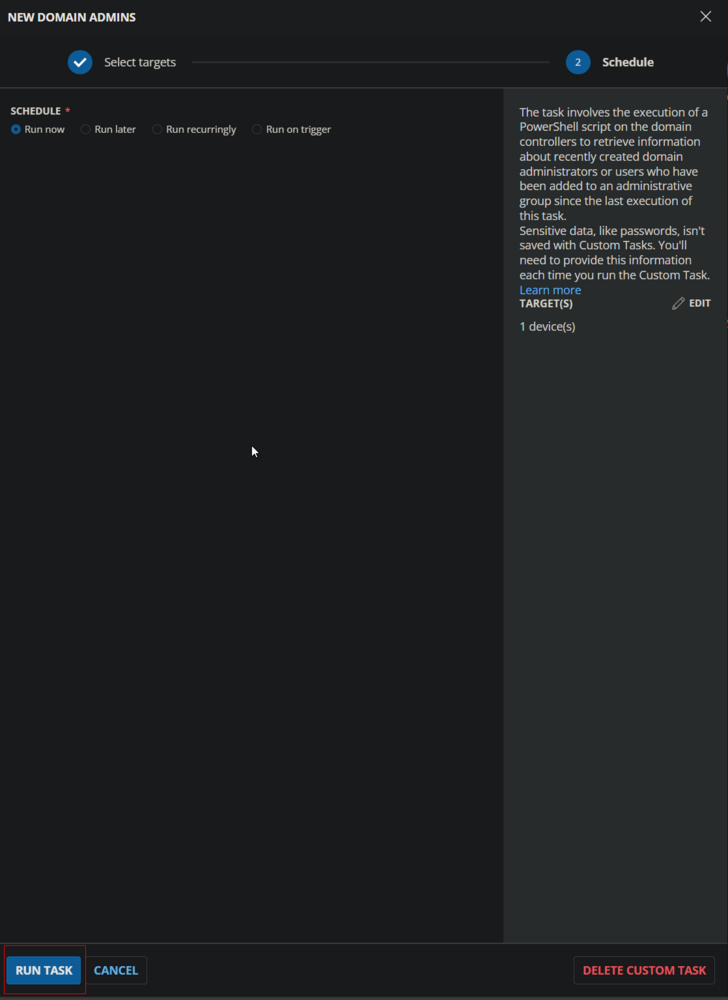 NEW DOMAIN ADMINS
Select targets
2
Schedule
SCHEDULE *
Run now
Run later
Run recurringly
Run on trigger
The task involves the execution of a
PowerShell script on the domain
controllers to retrieve information
about recently created domain
administrators or users who have
been added to an administrative
group since the last execution of
this task.
Sensitive data, like passwords, isn't
saved with Custom Tasks. You'll
need to provide this information
each time you run the Custom Task.
Learn more
TARGET(S)
EDIT
1 device(s)
RUN TASK
CANCEL
DELETE CUSTOM TASK